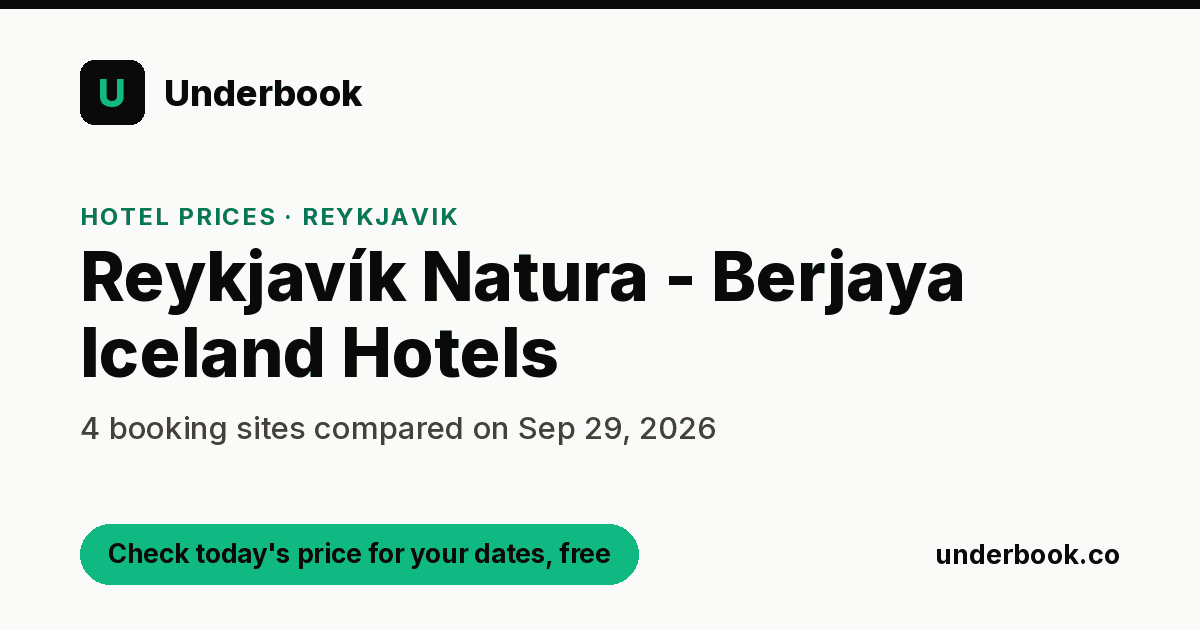 U
Underbook
HOTEL PRICES · REYKJAVIK
Reykjavík Natura - Berjaya
Iceland Hotels
4 booking sites compared on Sep 29, 2026
Check today's price for your dates, free
underbook.co